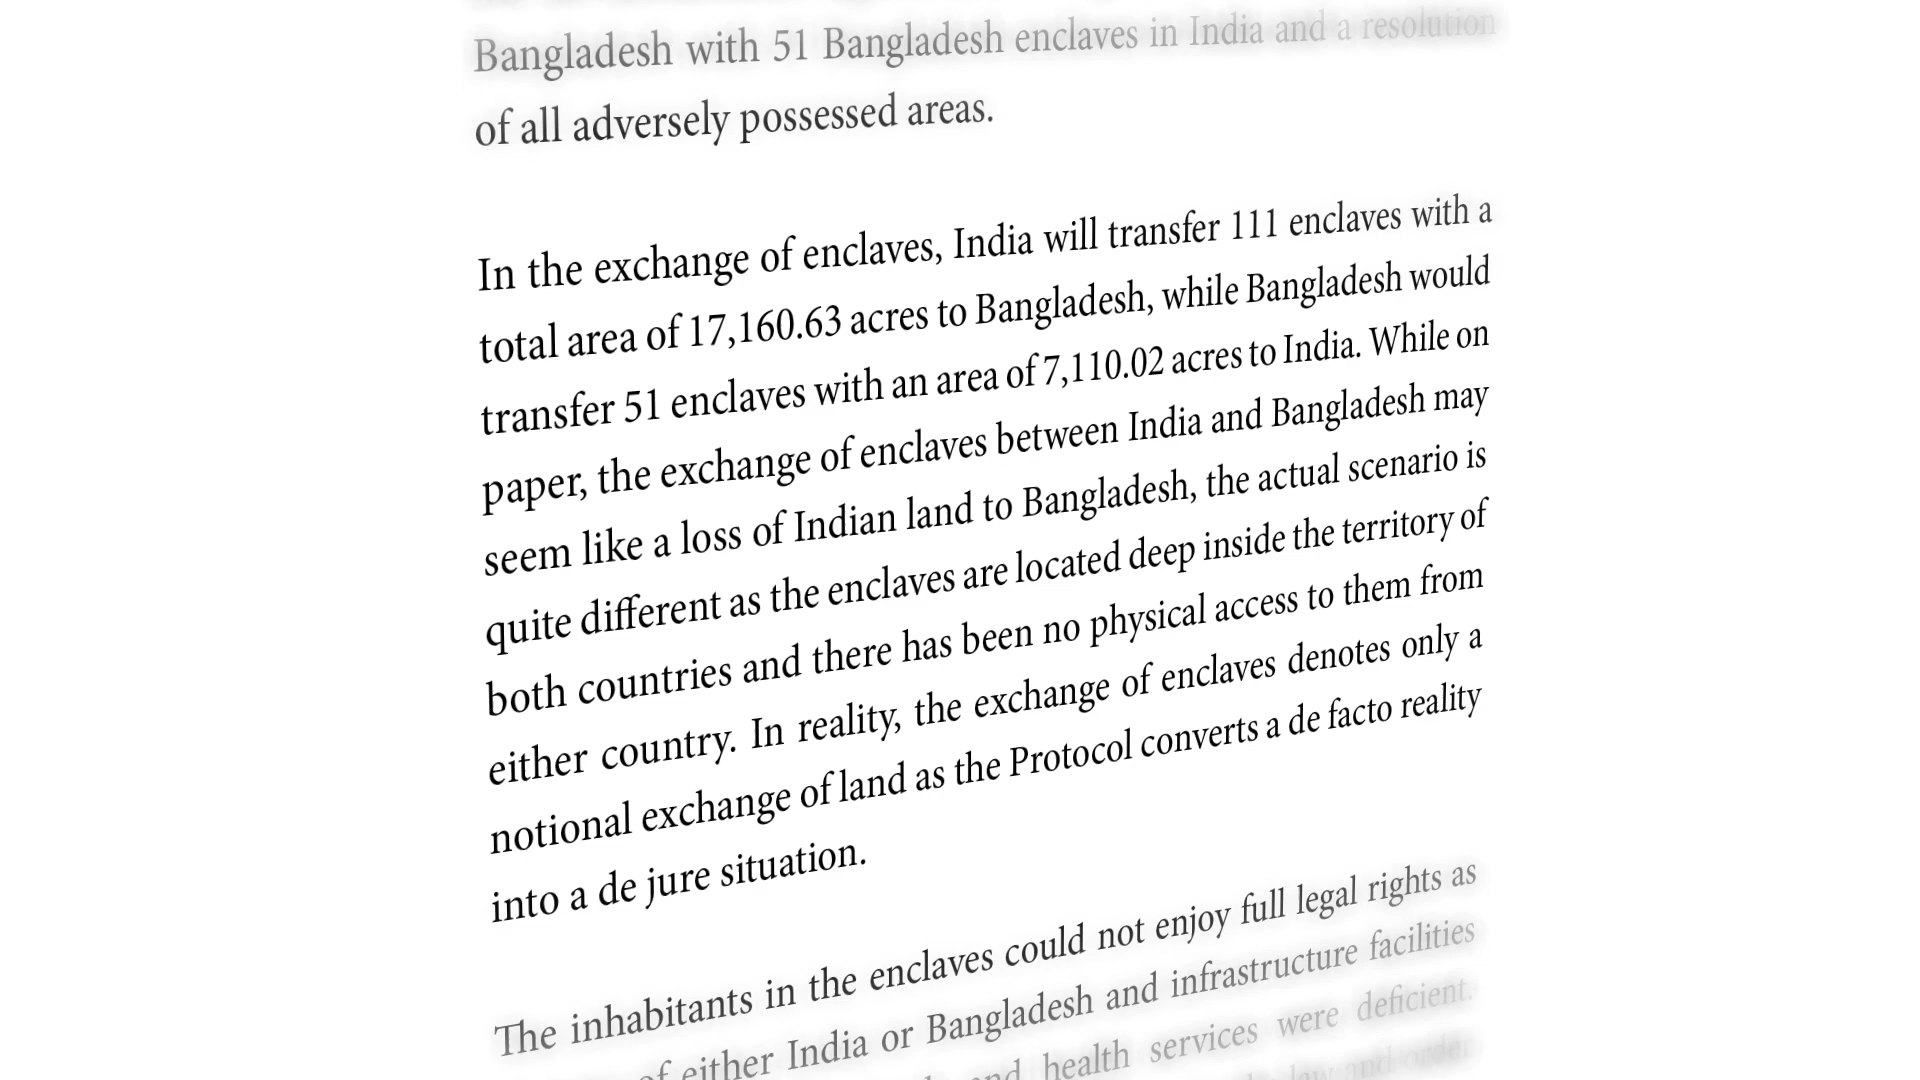 Bangladesh with 51 Bangladesh enclaves in India and a resolution
of all adversely possessed areas.
In the exchange of enclaves, India will transfer 111 enclaves with a
total area of 17,160.63 acres to Bangladesh, while Bangladesh would
transfer 51 enclaves with an area of 7,110.02 acres to India. While on
paper, the exchange of enclaves between India and Bangladesh may
seem like a loss of Indian land to Bangladesh, the actual scenario is
quite different as the enclaves are located deep inside the territory of
both countries and there has been no physical access to them from
either country. In reality, the exchange of enclaves denotes only a
notional exchange of land as the Protocol converts a de facto reality
into a de jure situation.
The inhabitants in the enclaves could not enjoy full legal rights as
of either India or Bangladesh and infrastructure facilities
and health services were deficient.
law and order